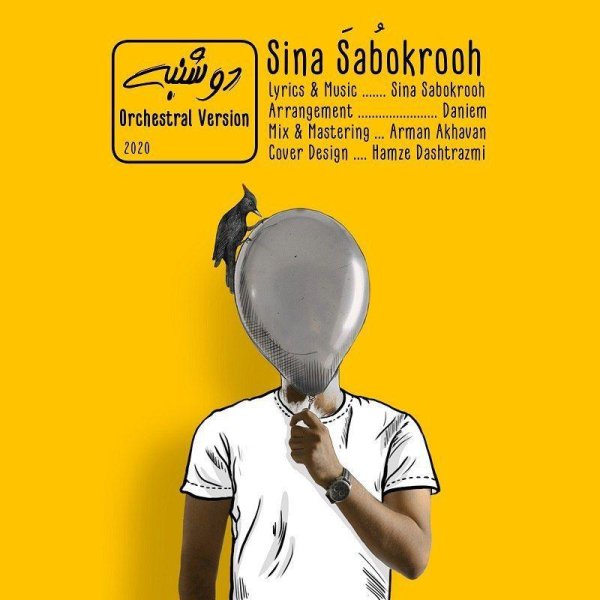 دوشنبه
Orchestral Version
2020
Sina Sabokrooh
Lyrics & Music ....... Sina Sabokrooh
Arrangement ....................... Daniem
Mix & Mastering ... Arman Akhavan
Cover Design .... Hamze Dashtrazmi